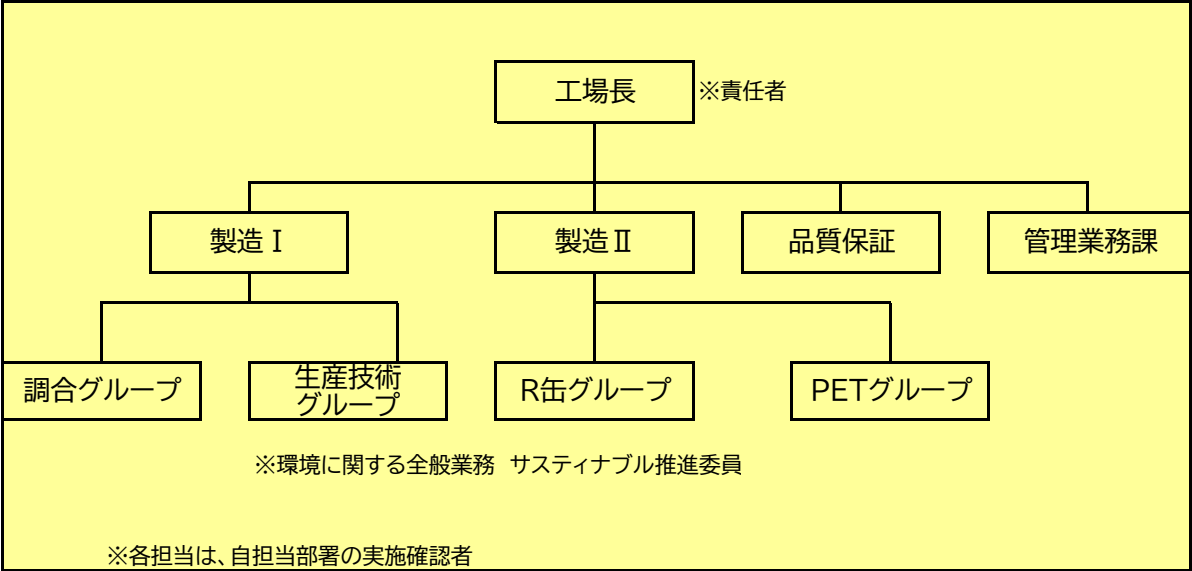 工場長
※責任者
製造Ⅰ
製造Ⅱ
品質保証
管理業務課
調合グループ
生産技術
グループ
R缶グループ
PETグループ
※環境に関する全般業務 サスティナブル推進委員
※各担当は、自担当部署の実施確認者